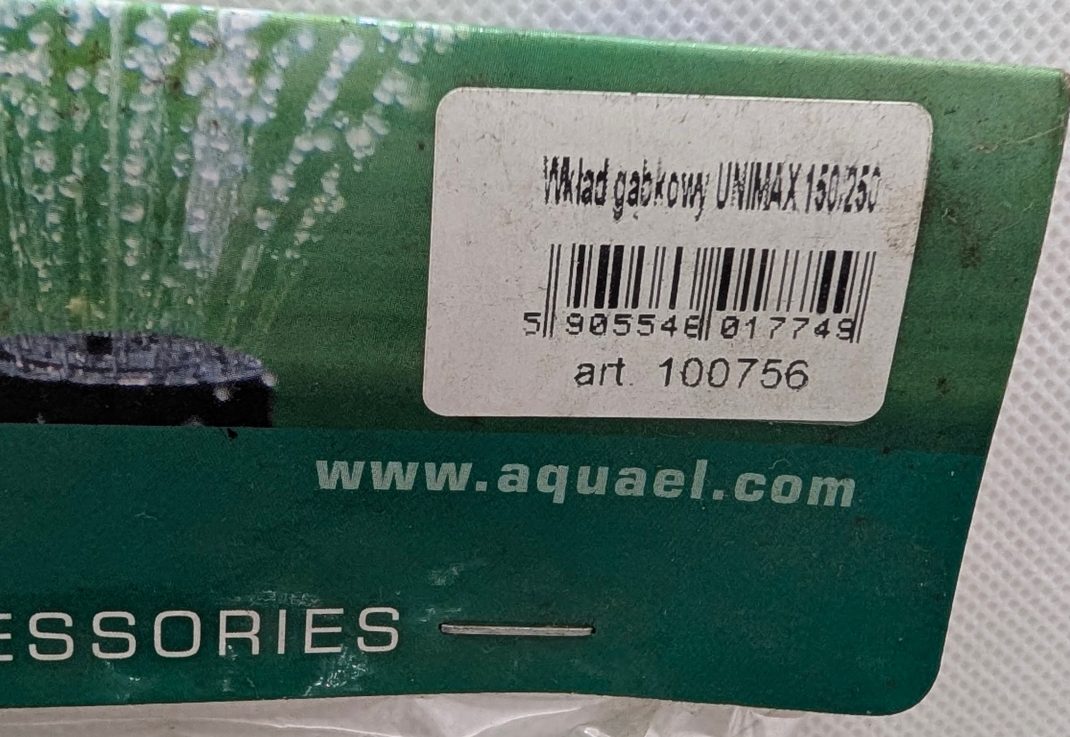 Wkład gąbkowy UNIMAX 150/250
5 905546 017749
art. 100756
www.aquael.com
ESSORIES